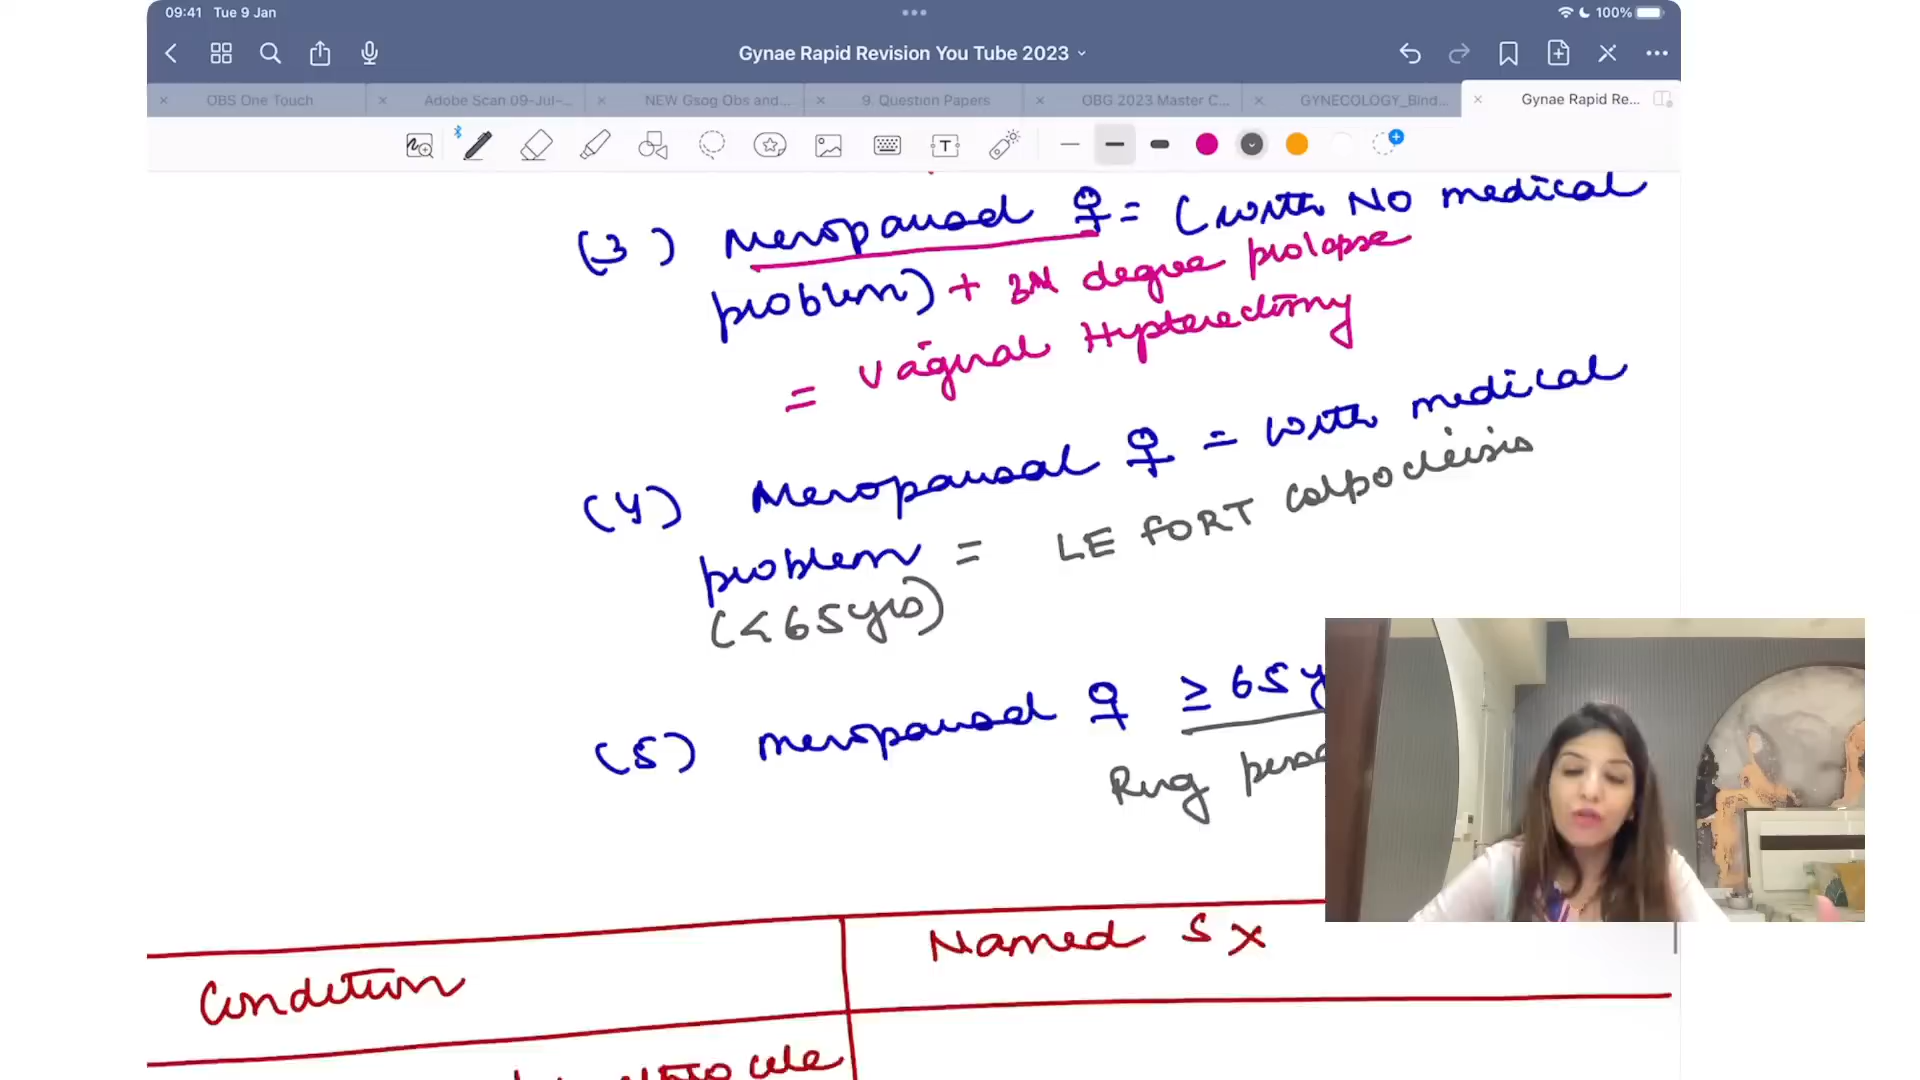 09:41 Tue 9 Jan
100%
Gynae Rapid Revision You Tube 2023
OBS One Touch
Adobe Scan 09-Jul-...
NEW Gsog Obs and...
9. Question Papers
OBG 2023 Master C...
GYNECOLOGY_Bind...
Gynae Rapid Re...
(3) Menopausal ♀ = (with NO medical
problem) + 3rd degree prolapse
= Vaginal Hysterectomy
(4) Menopausal ♀ = with medical
problem = LE FORT colpocleisis
(<65yrs)
(5) menopausal ♀ ≥ 65y
Ring pess
Condition
Named Sx